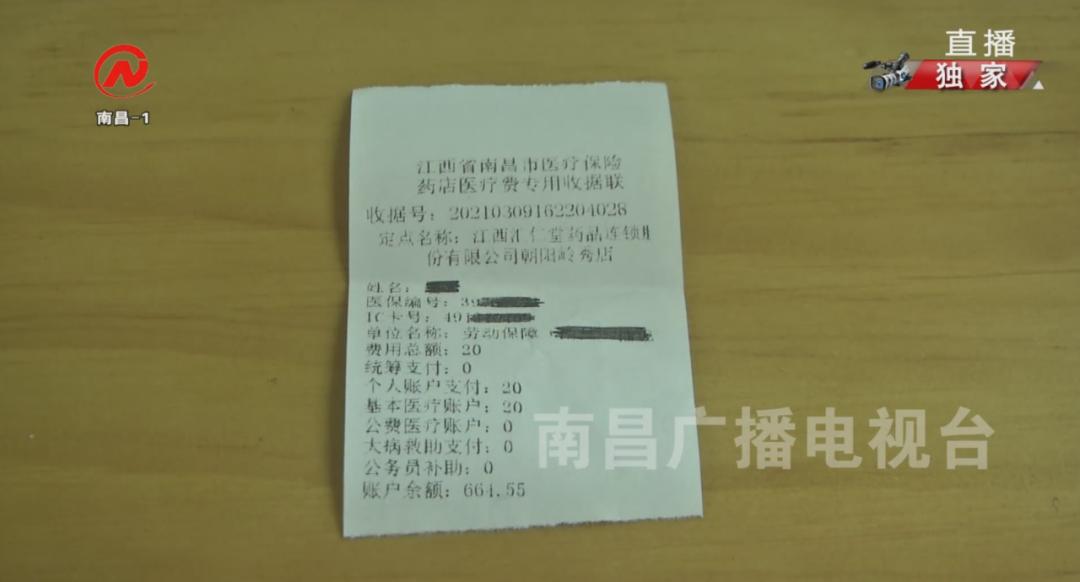 南昌-1
直播
独家
江西省南昌市医疗保险
药店医疗费专用收据联
收据号：20210309162204028
定点名称：江西汇仁堂药品连锁
份有限公司朝阳岭秀店
姓名：
医保编号：39
IC卡号：491
单位名称：劳动保障
费用总额：20
统筹支付：0
个人账户支付：20
基本医疗账户：20
公费医疗账户：0
大病救助支付：0
公务员补助：0
账户余额：664.55
南昌广播电视台